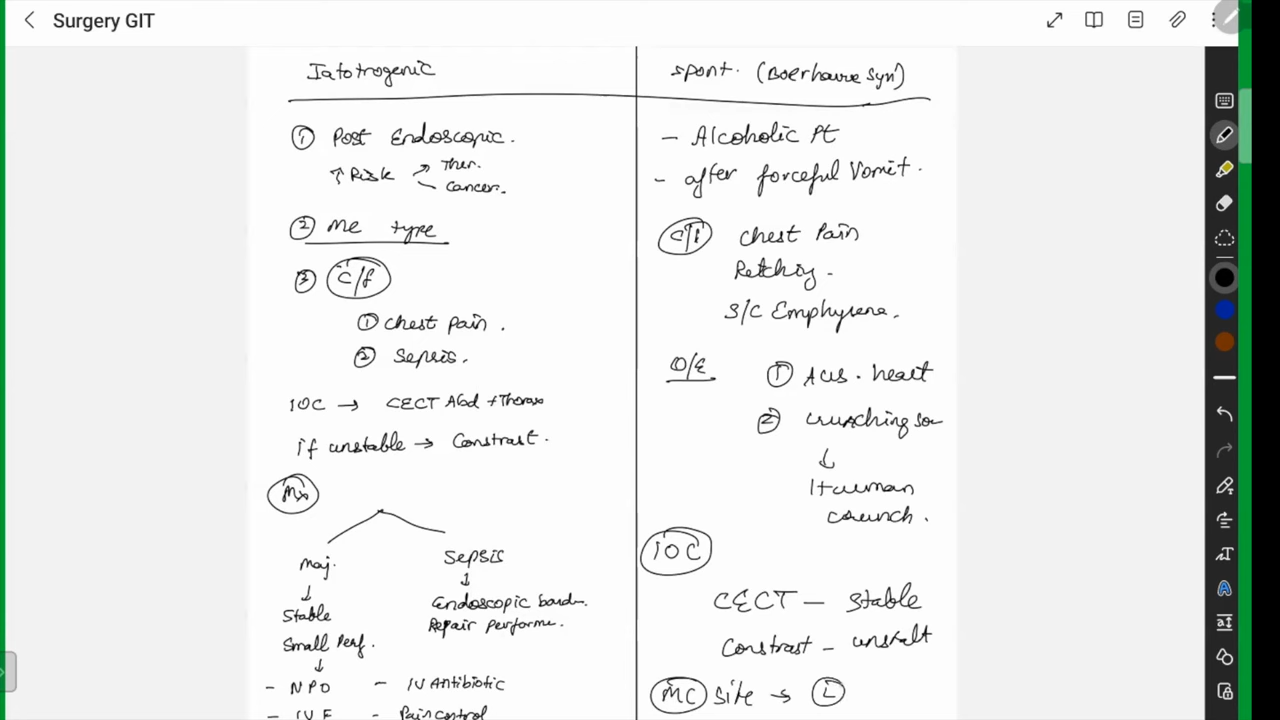 Surgery GIT
Iatotrogenic
① Post Endoscopic.
↑ Risk → Ther.
– Cancer.
② MC type
③ C/f
① Chest pain .
② Sepsis.
IOC → CECT Abd + Thorax
if unstable → Constrast .
Mx
Maj.
↓
Stable
Small Perf.
↓
- NPO - IV Antibiotic
- IVF - Pain control
Sepsis
↓
Endoscopic
Repair performe.
Spont. (Boerhaave Syn)
- Alcoholic Pt
- after forceful Vomit.
C/f Chest Pain
Retching -
S/C Emphysema.
O/E ① Aus. heart
② crunching sou
↓
Hamman
crunch .
IOC
CECT – Stable
Constrast – unstalt
MC Site → L